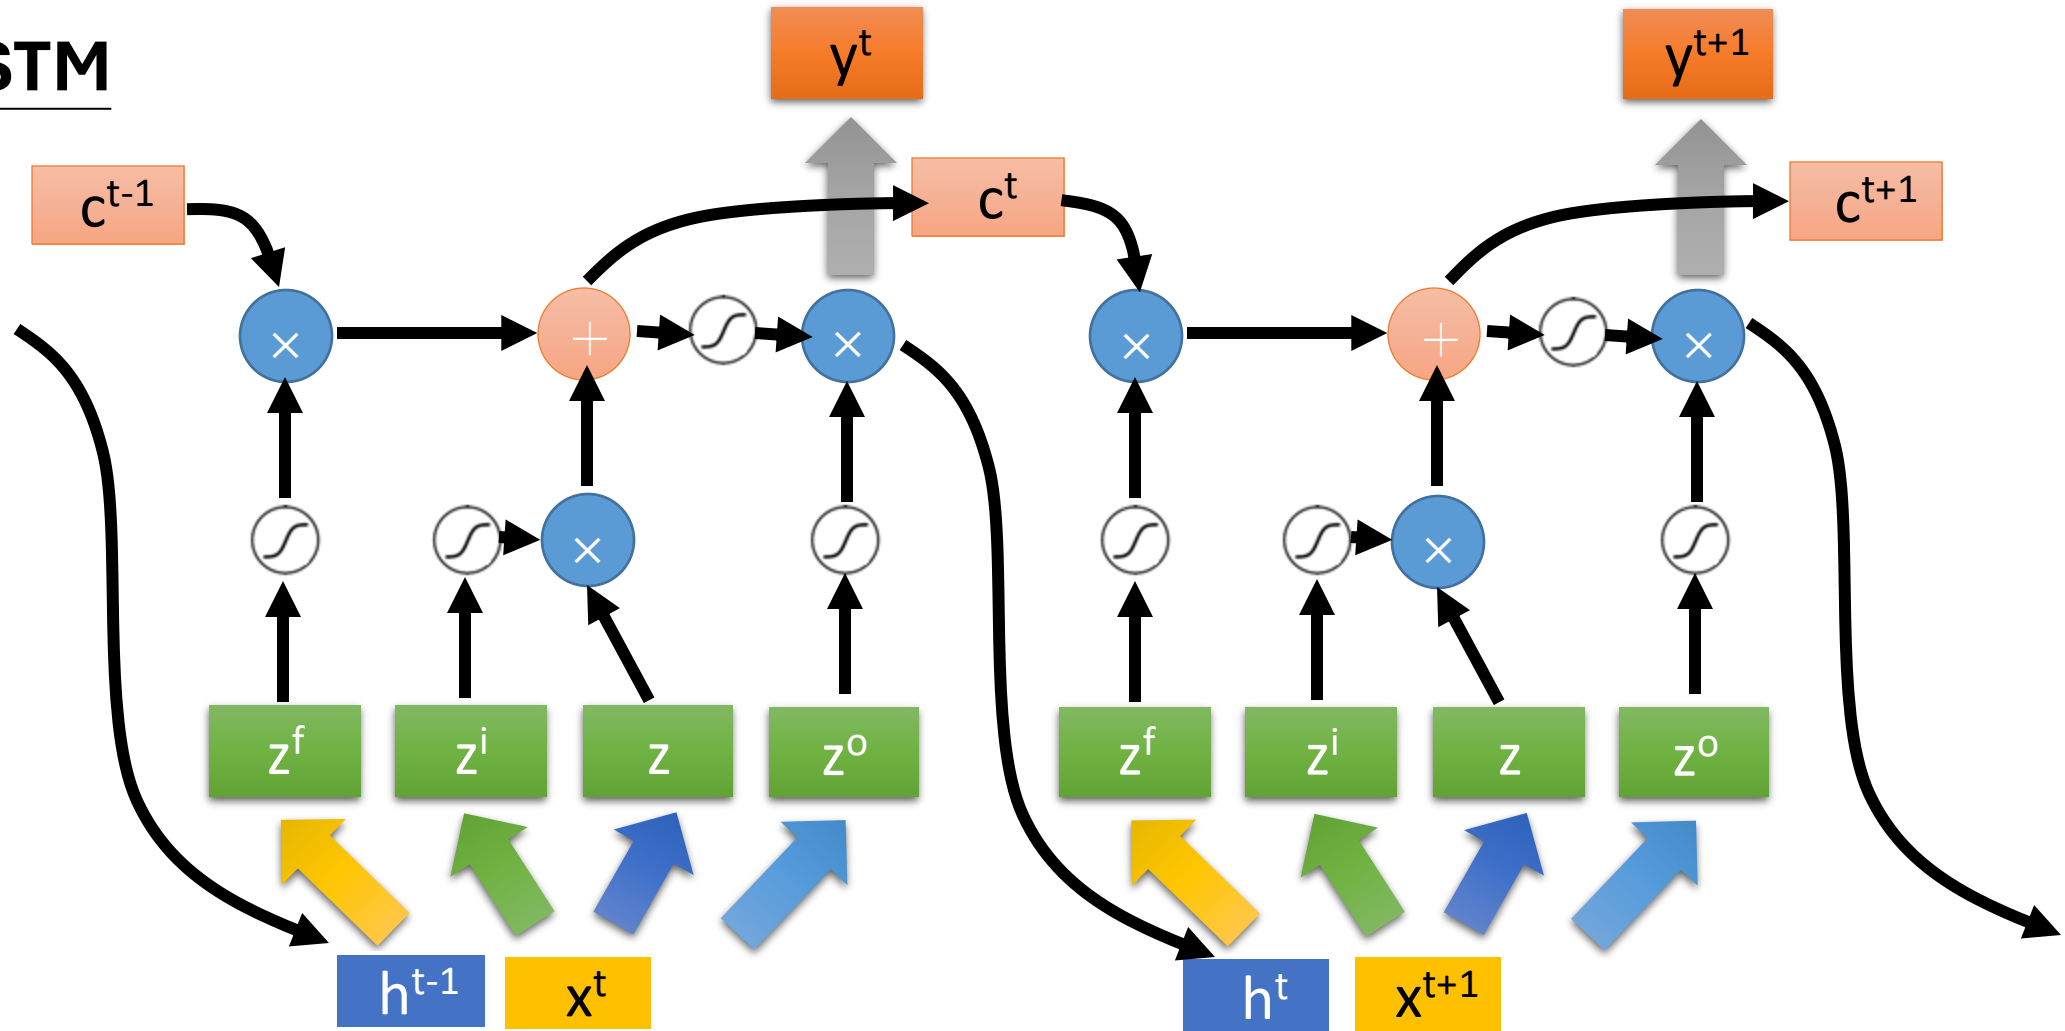 STM
y^t y^t+1
c^t-1 c^t c^t+1
× + × × + ×
× ×
z^f z^i z z^o z^f z^i z z^o
h^t-1 x^t h^t x^t+1